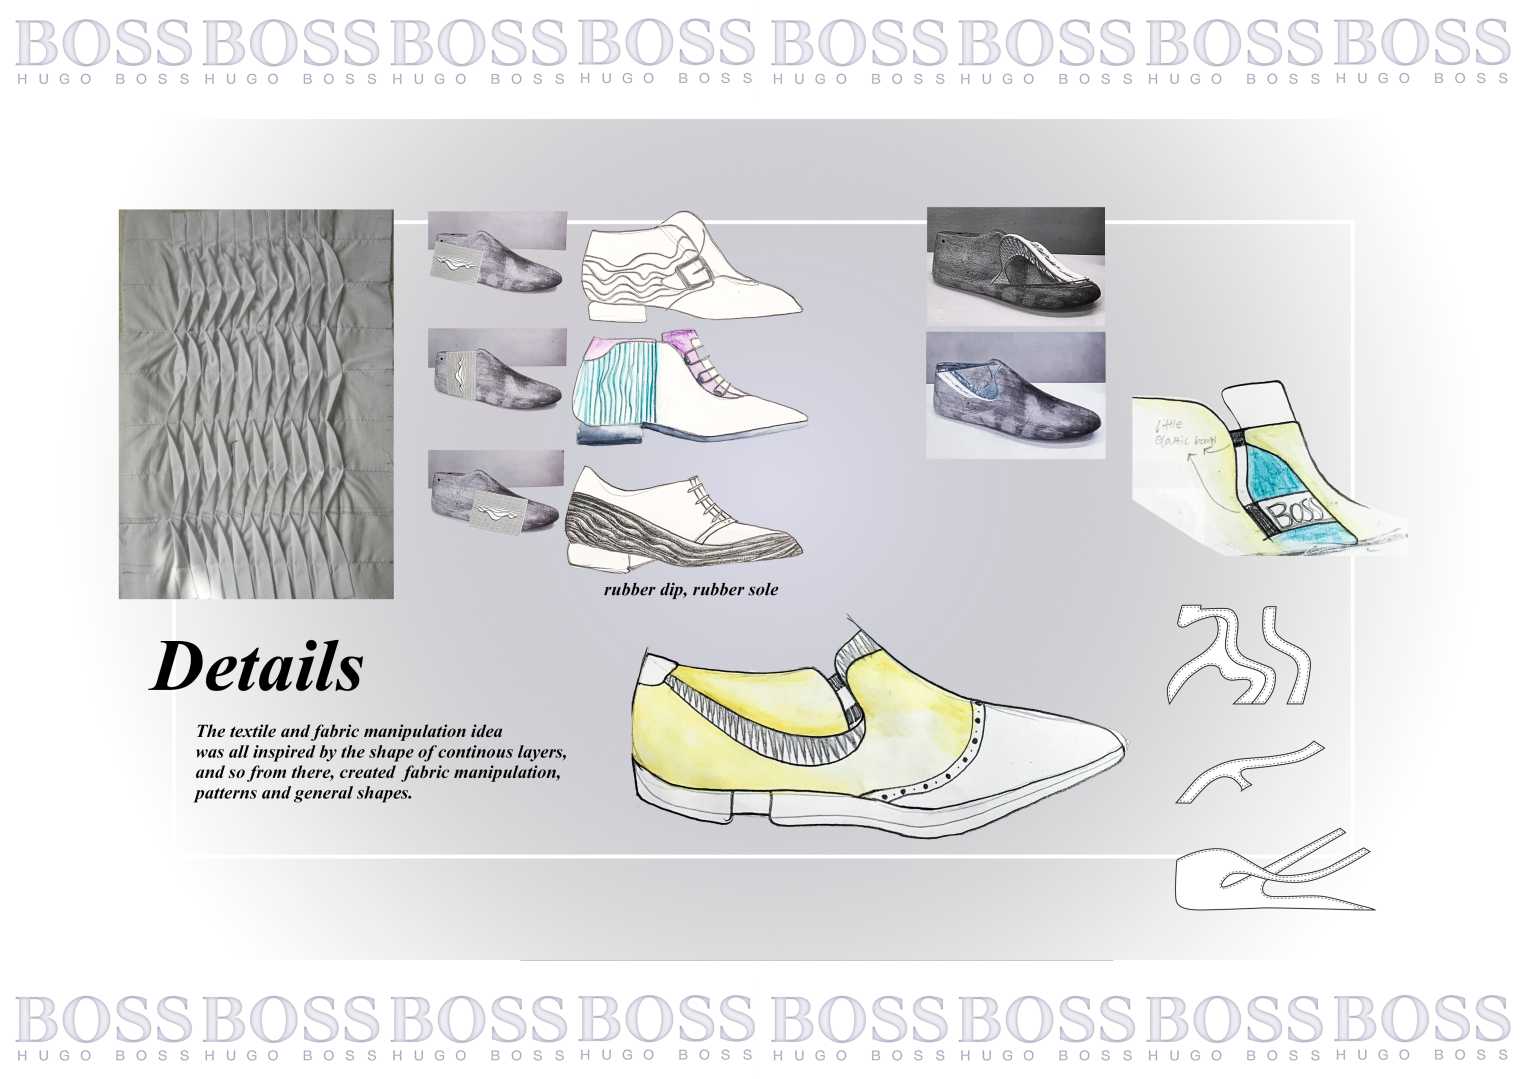 BOSS BOSS BOSS BOSS BOSS BOSS BOSS BOSS
HUGO BOSS HUGO BOSS HUGO BOSS HUGO BOSS HUGO BOSS HUGO BOSS HUGO BOSS HUGO BOSS
little
elastic
BOSS
rubber dip, rubber sole
Details
The textile and fabric manipulation idea
was all inspired by the shape of continous layers,
and so from there, created fabric manipulation,
patterns and general shapes.
BOSS BOSS BOSS BOSS BOSS BOSS BOSS BOSS
HUGO BOSS HUGO BOSS HUGO BOSS HUGO BOSS HUGO BOSS HUGO BOSS HUGO BOSS HUGO BOSS